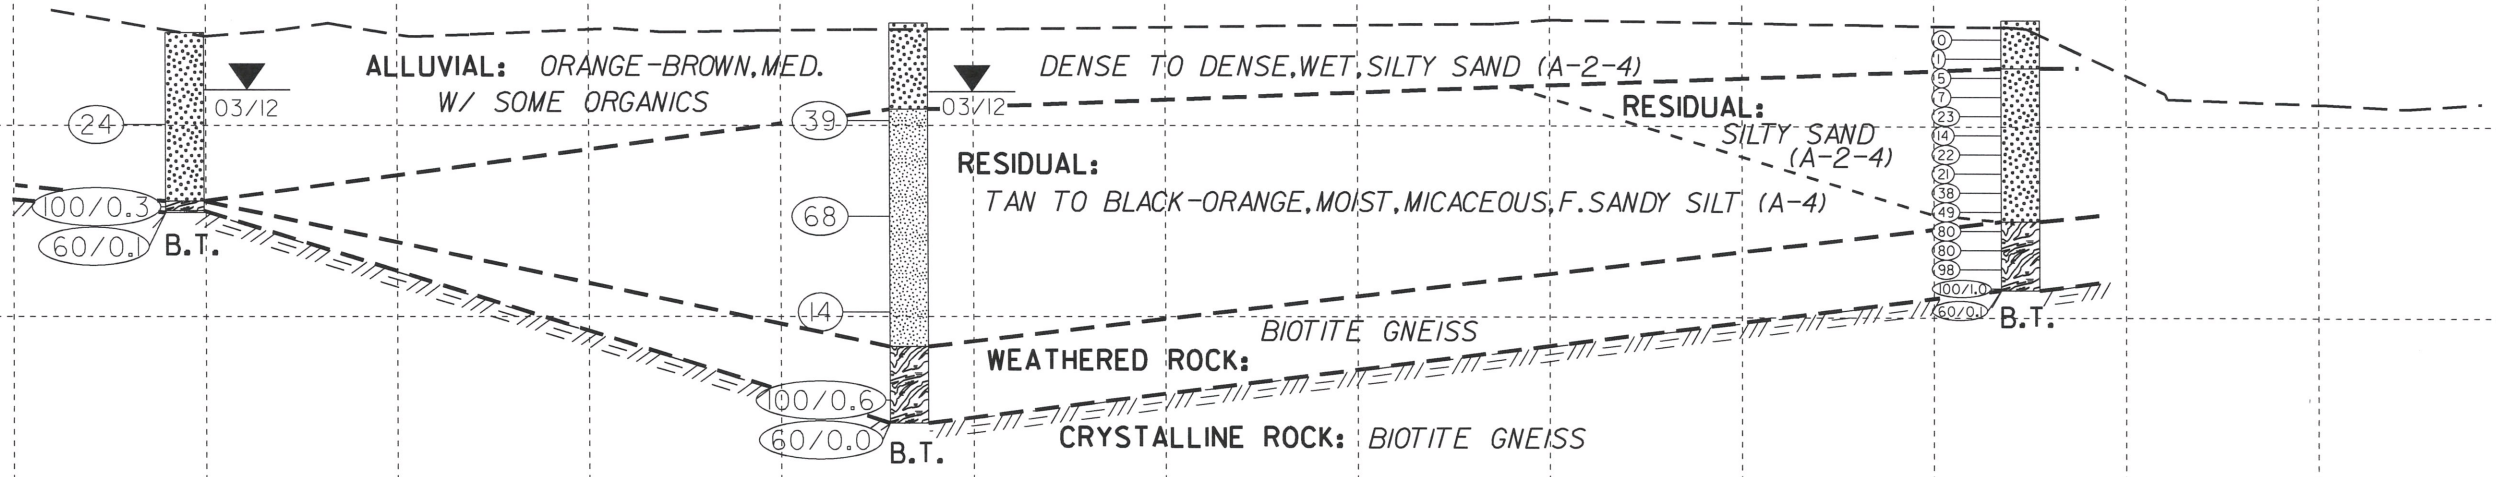 ALLUVIAL: ORANGE-BROWN, MED. DENSE TO DENSE, WET, SILTY SAND (A-2-4)
W/ SOME ORGANICS
03/12
03/12
24
100/0.3
60/0.1
B.T.
39
68
14
100/0.6
60/0.0
B.T.
RESIDUAL:
TAN TO BLACK-ORANGE, MOIST, MICACEOUS, F. SANDY SILT (A-4)
RESIDUAL:
SILTY SAND
(A-2-4)
BIOTITE GNEISS
WEATHERED ROCK:
CRYSTALLINE ROCK: BIOTITE GNEISS
0
1
5
7
23
14
22
21
38
49
80
80
98
100/1.0
60/0.1
B.T.